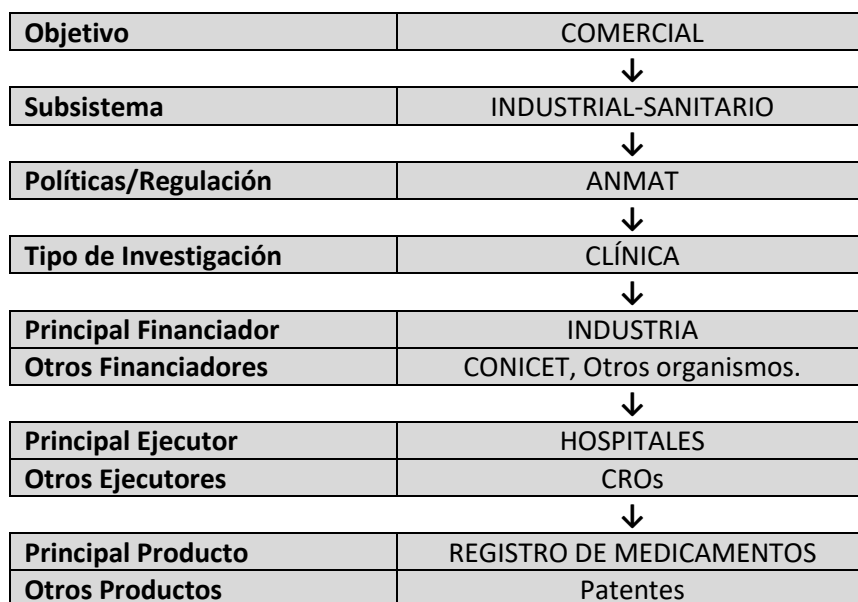 Objetivo COMERCIAL
↓
Subsistema INDUSTRIAL-SANITARIO
↓
Políticas/Regulación ANMAT
↓
Tipo de Investigación CLÍNICA
↓
Principal Financiador INDUSTRIA
Otros Financiadores CONICET, Otros organismos.
↓
Principal Ejecutor HOSPITALES
Otros Ejecutores CROs
↓
Principal Producto REGISTRO DE MEDICAMENTOS
Otros Productos Patentes